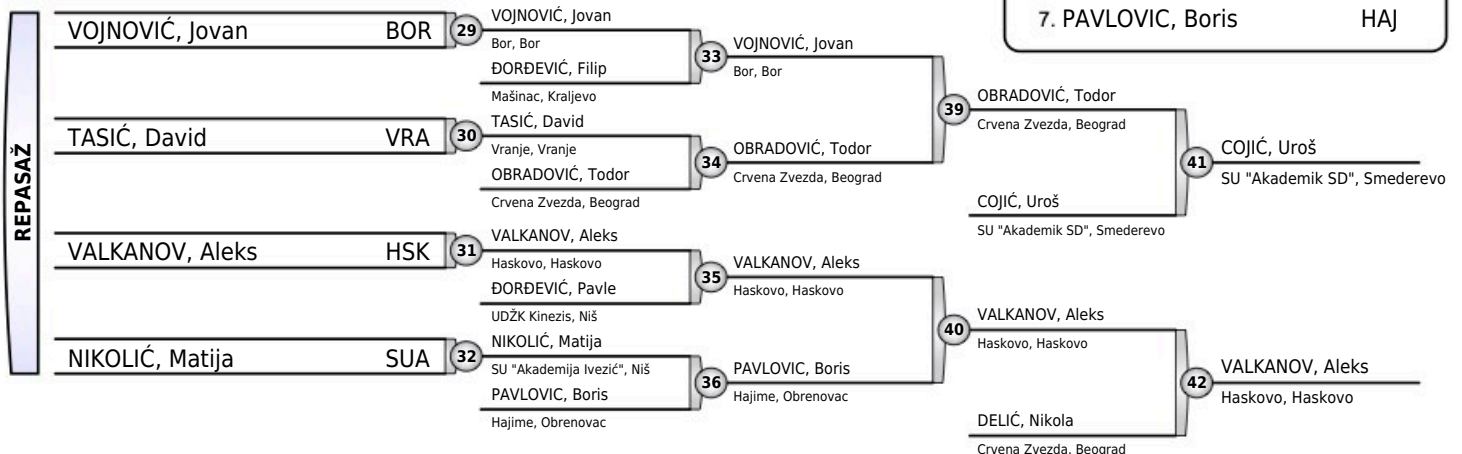 7. PAVLOVIC, Boris HAJ
REPASAŽ
VOJNOVIĆ, Jovan BOR
TASIĆ, David VRA
VALKANOV, Aleks HSK
NIKOLIĆ, Matija SUA
29
VOJNOVIĆ, Jovan
Bor, Bor
ĐORĐEVIĆ, Filip
Mašinac, Kraljevo
30
TASIĆ, David
Vranje, Vranje
OBRADOVIĆ, Todor
Crvena Zvezda, Beograd
31
VALKANOV, Aleks
Haskovo, Haskovo
ĐORĐEVIĆ, Pavle
UDŽK Kinezis, Niš
32
NIKOLIĆ, Matija
SU "Akademija Ivezić", Niš
PAVLOVIC, Boris
Hajime, Obrenovac
33
VOJNOVIĆ, Jovan
Bor, Bor
34
OBRADOVIĆ, Todor
Crvena Zvezda, Beograd
35
VALKANOV, Aleks
Haskovo, Haskovo
36
PAVLOVIC, Boris
Hajime, Obrenovac
39
OBRADOVIĆ, Todor
Crvena Zvezda, Beograd
COJIĆ, Uroš
SU "Akademik SD", Smederevo
40
VALKANOV, Aleks
Haskovo, Haskovo
DELIĆ, Nikola
Crvena Zvezda, Beograd
41
COJIĆ, Uroš
SU "Akademik SD", Smederevo
42
VALKANOV, Aleks
Haskovo, Haskovo